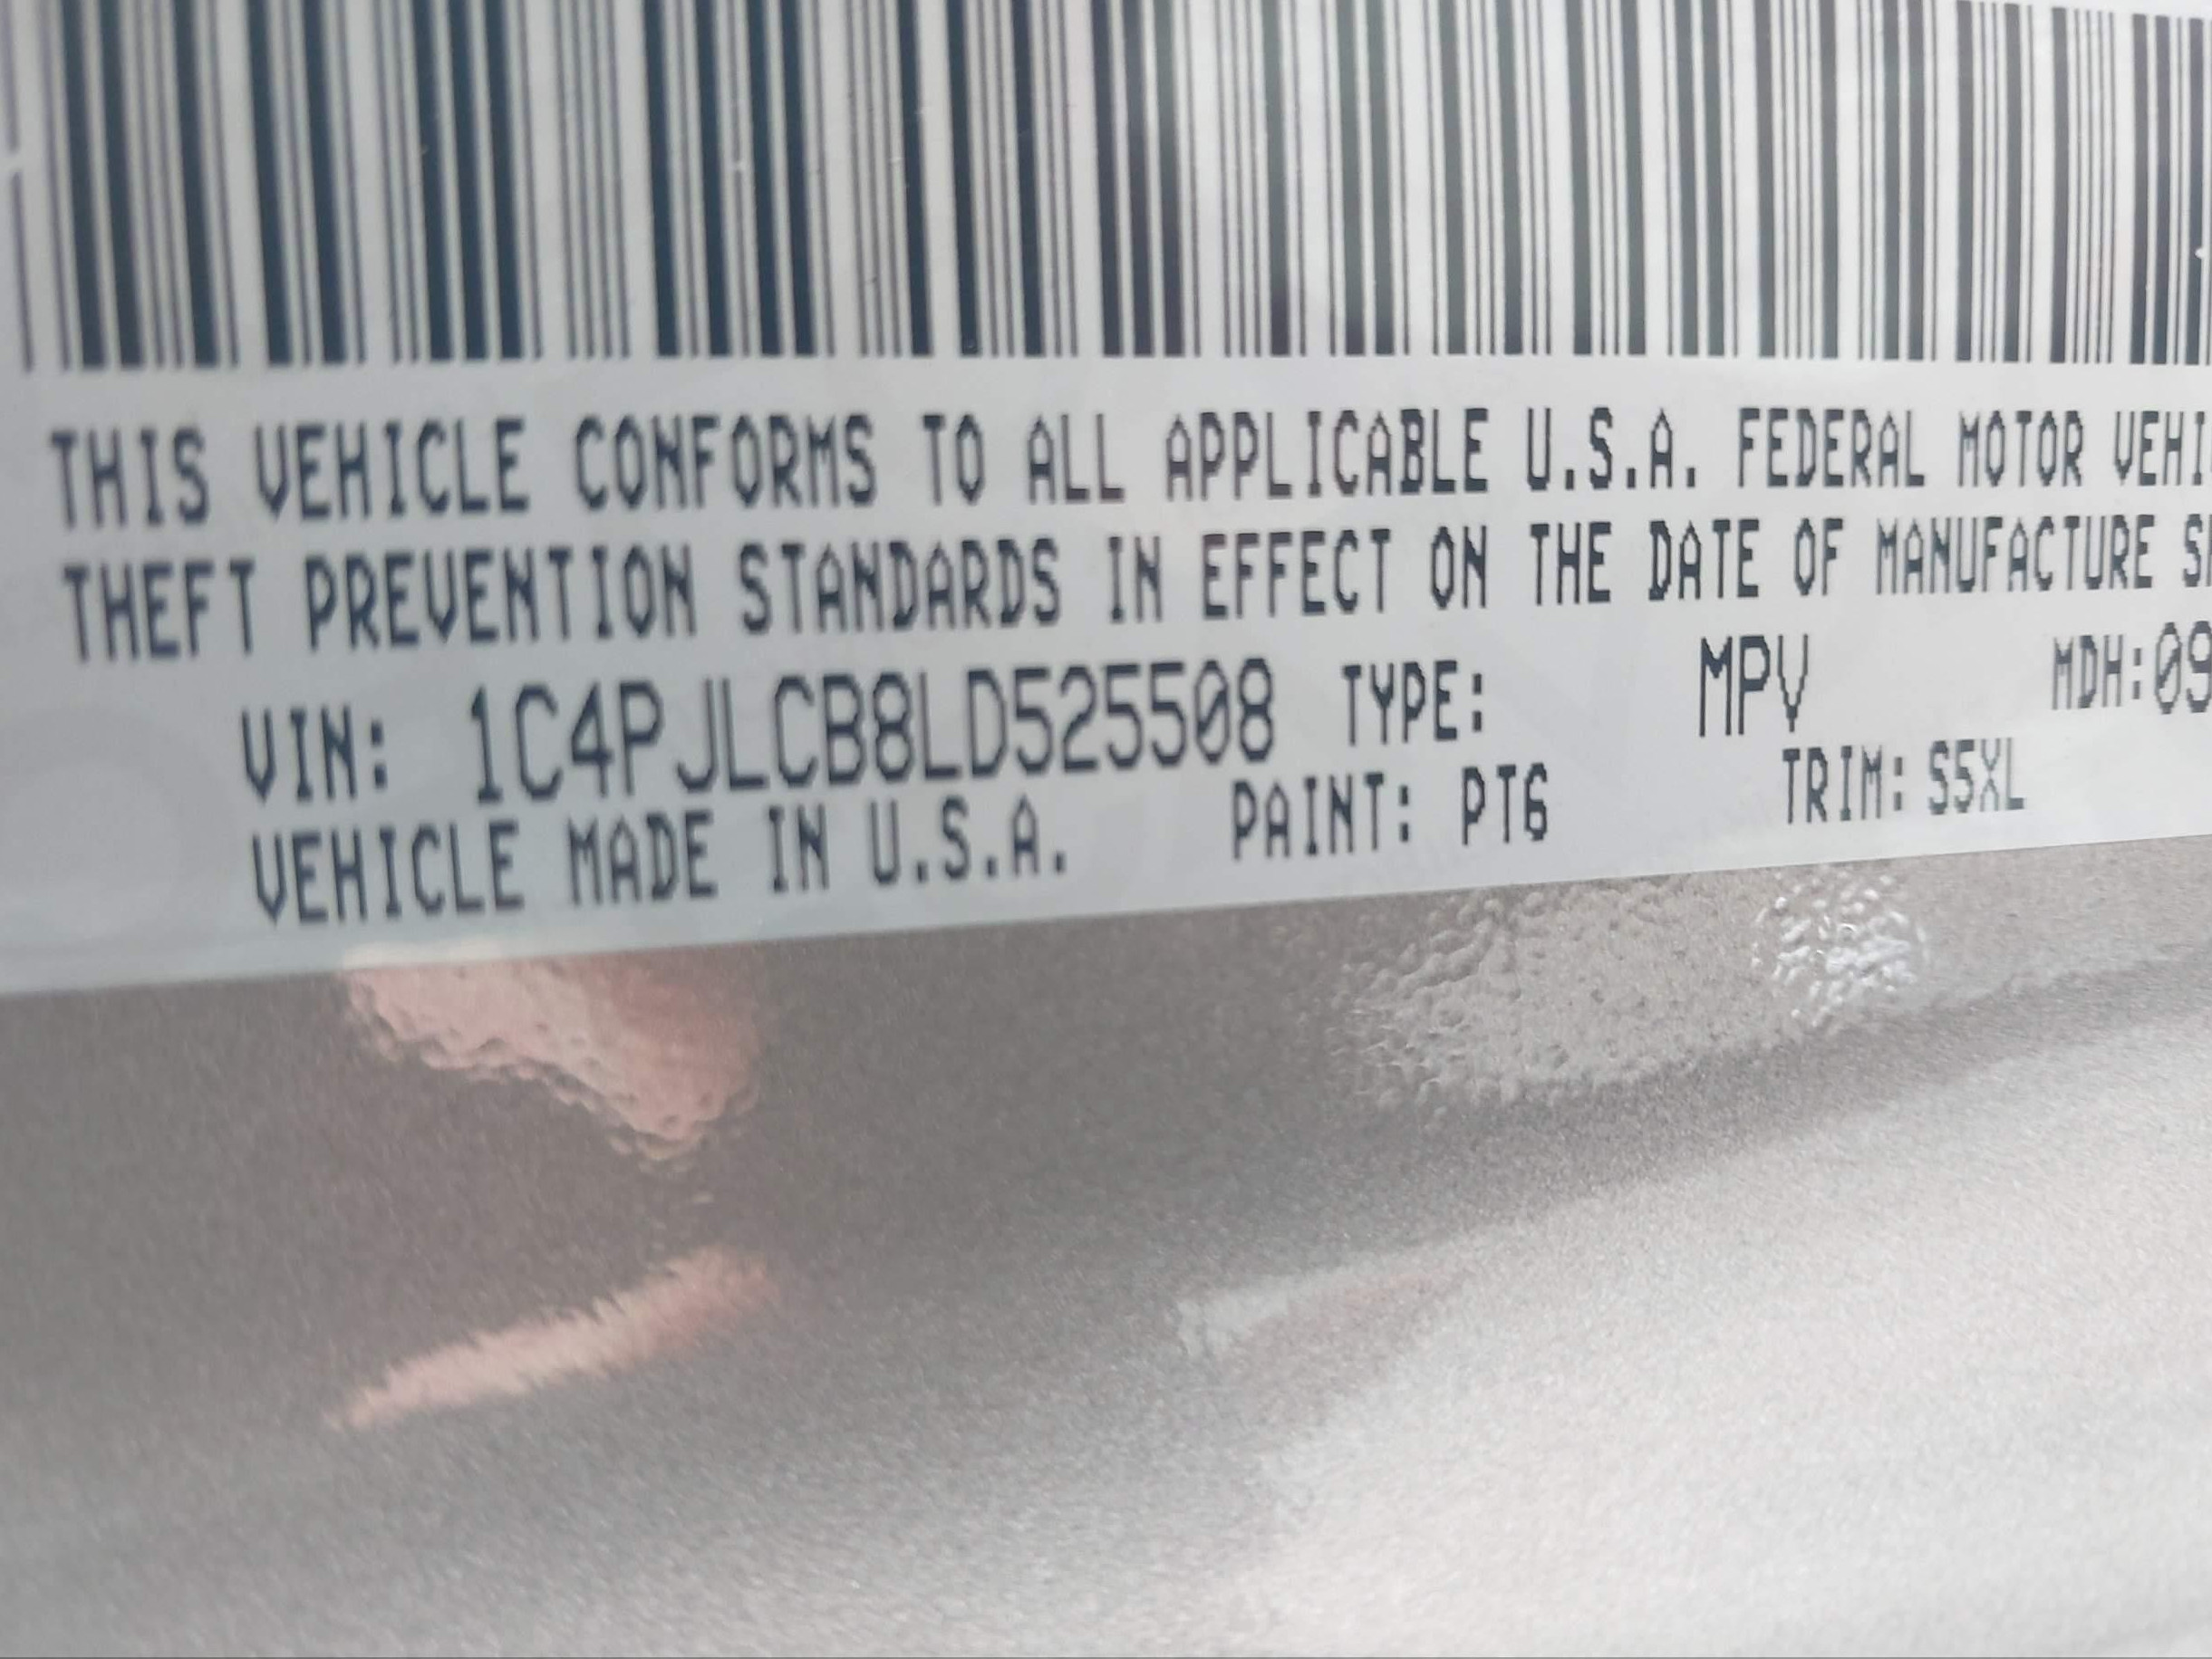 THIS VEHICLE CONFORMS TO ALL APPLICABLE U.S.A. FEDERAL MOTOR
THEFT PREVENTION STANDARDS IN EFFECT ON THE DATE OF MANUFACTURE
VIN: 1C4PJLCB8LD525508 TYPE: MPV MDH:09
VEHICLE MADE IN U.S.A. PAINT: PT6 TRIM: S5XL